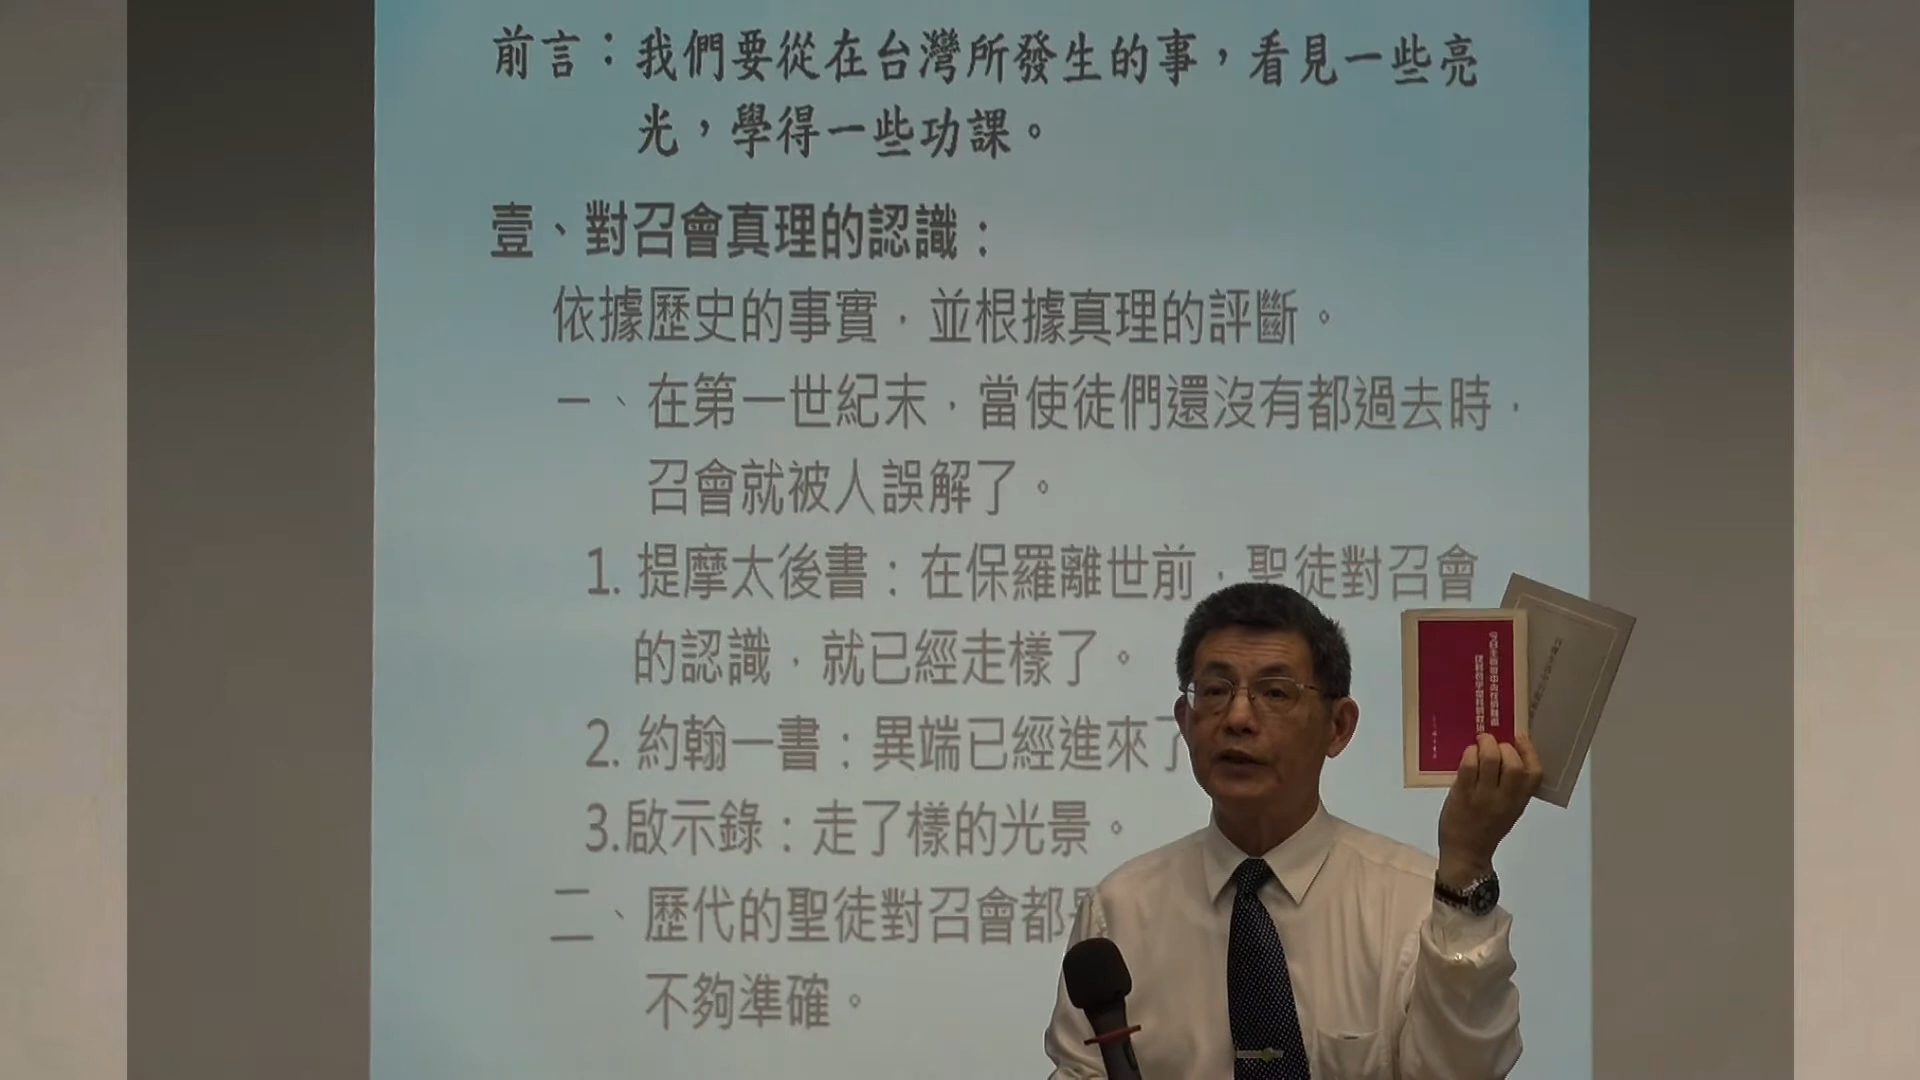 前言：我們要從在台灣所發生的事，看見一些亮
光，學得一些功課。
壹、對召會真理的認識：
依據歷史的事實，並根據真理的評斷。
一、在第一世紀末，當使徒們還沒有都過去時，
召會就被人誤解了。
1. 提摩太後書：在保羅離世前，聖徒對召會
的認識，就已經走樣了。
2. 約翰一書：異端已經進來了
3.啟示錄：走了樣的光景。
二、歷代的聖徒對召會都
不夠準確。